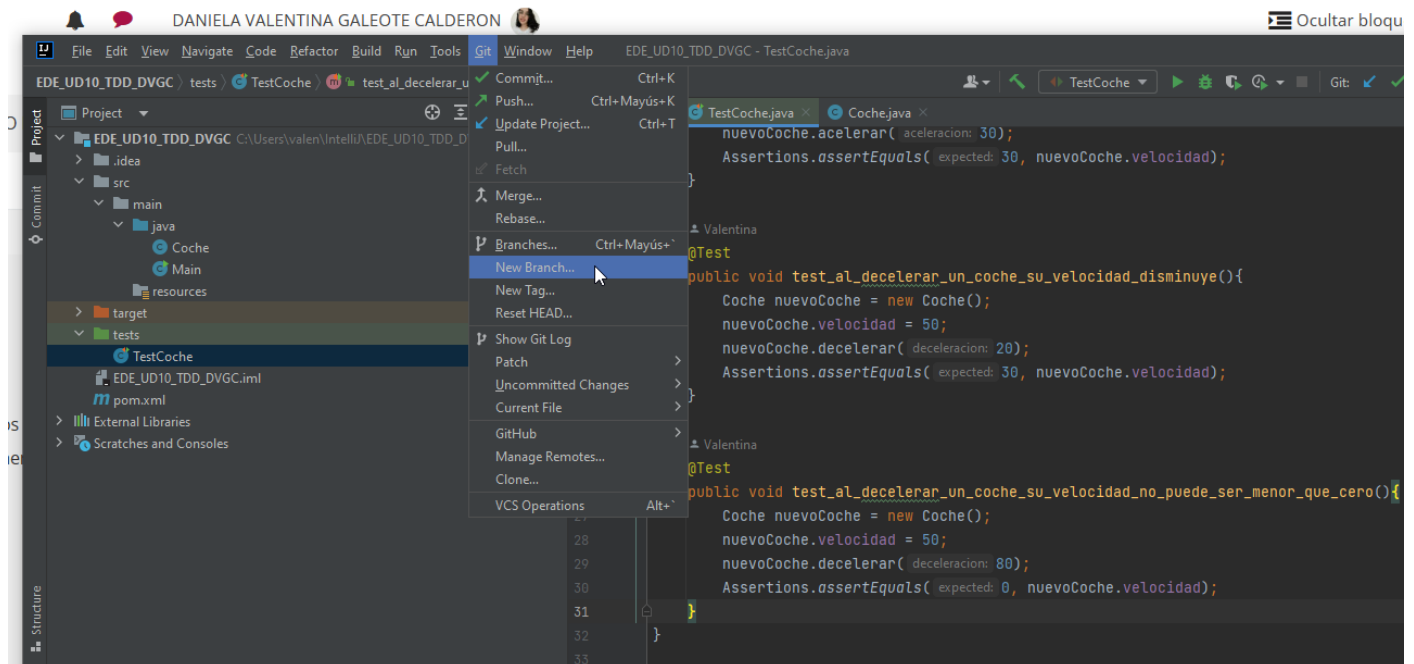 DANIELA VALENTINA GALEOTE CALDERON
Ocultar bloqu
File Edit View Navigate Code Refactor Build Run Tools Git Window Help EDE_UD10_TDD_DVGC - TestCoche.java
EDE_UD10_TDD_DVGC tests TestCoche test_al_decelerar_u
TestCoche
Git:
Project
Project
Commit
Structure
EDE_UD10_TDD_DVGC C:\Users\valen\IntelliJ\EDE_UD10_TDD_D
.idea
src
main
java
Coche
Main
resources
target
tests
TestCoche
EDE_UD10_TDD_DVGC.iml
pom.xml
External Libraries
Scratches and Consoles
Commit... Ctrl+K
Push... Ctrl+Mayús+K
Update Project... Ctrl+T
Pull...
Fetch
Merge...
Rebase...
Branches... Ctrl+Mayús+`
New Branch...
New Tag...
Reset HEAD...
Show Git Log
Patch
Uncommitted Changes
Current File
GitHub
Manage Remotes...
Clone...
VCS Operations Alt+`
TestCoche.java Coche.java
nuevoCoche.acelerar( aceleracion: 30);
Assertions.assertEquals( expected: 30, nuevoCoche.velocidad);
}
Valentina
@Test
public void test_al_decelerar_un_coche_su_velocidad_disminuye(){
Coche nuevoCoche = new Coche();
nuevoCoche.velocidad = 50;
nuevoCoche.decelerar( deceleracion: 20);
Assertions.assertEquals( expected: 30, nuevoCoche.velocidad);
}
Valentina
@Test
public void test_al_decelerar_un_coche_su_velocidad_no_puede_ser_menor_que_cero(){
27 Coche nuevoCoche = new Coche();
28 nuevoCoche.velocidad = 50;
29 nuevoCoche.decelerar( deceleracion: 80);
30 Assertions.assertEquals( expected: 0, nuevoCoche.velocidad);
31 }
32 }
33